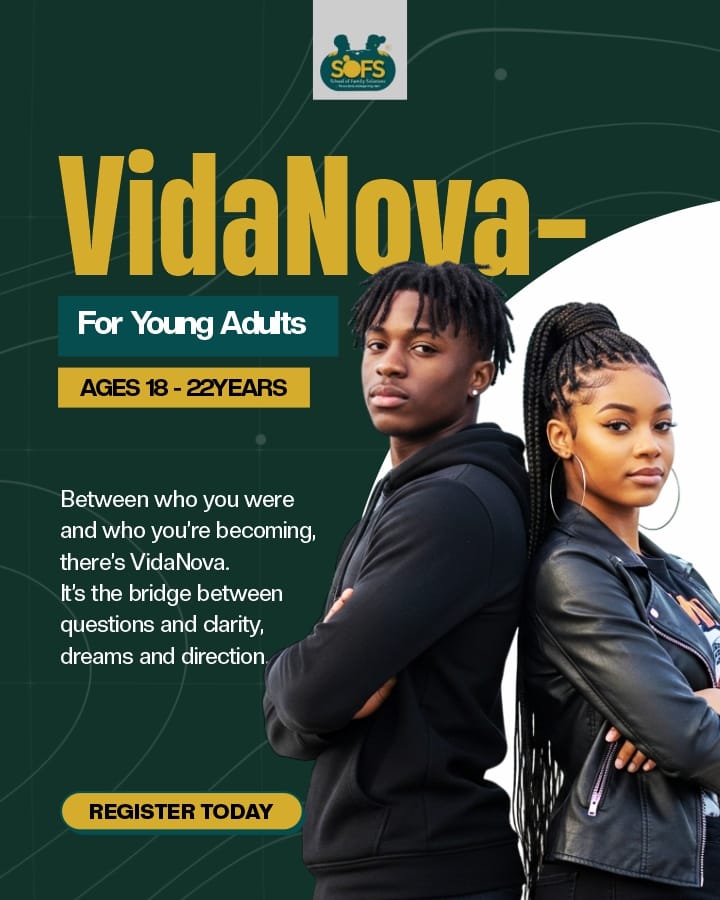 SOFS
School of Family Solutions
VidaNova-
For Young Adults
AGES 18 - 22YEARS
Between who you were
and who you're becoming,
there's VidaNova.
It's the bridge between
questions and clarity,
dreams and direction.
REGISTER TODAY